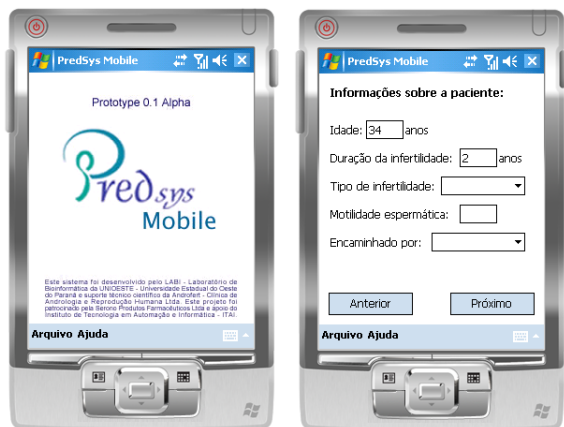 PredSys Mobile
Prototype 0.1 Alpha
Predsys
Mobile
Este sistema foi desenvolvido pelo LABI - Laboratório de
Bioinformática da UNIOESTE - Universidade Estadual do Oeste
do Paraná e suporte técnico científico da Androfert - Clínica de
Andrologia e Reprodução Humana Ltda. Este projeto foi
patrocinado pela Serono Produtos Farmacêuticos Ltda e apoio do
Instituto de Tecnologia em Automação e Informática - ITAI.
Arquivo Ajuda
PredSys Mobile
Informações sobre a paciente:
Idade: 34 anos
Duração da infertilidade: 2 anos
Tipo de infertilidade:
Motilidade espermática:
Encaminhado por:
Anterior Próximo
Arquivo Ajuda